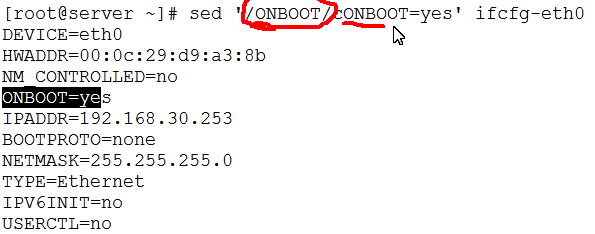 [root@server ~]# sed '/ONBOOT/cONBOOT=yes' ifcfg-eth0
DEVICE=eth0
HWADDR=00:0c:29:d9:a3:8b
NM_CONTROLLED=no
ONBOOT=yes
IPADDR=192.168.30.253
BOOTPROTO=none
NETMASK=255.255.255.0
TYPE=Ethernet
IPV6INIT=no
USERCTL=no